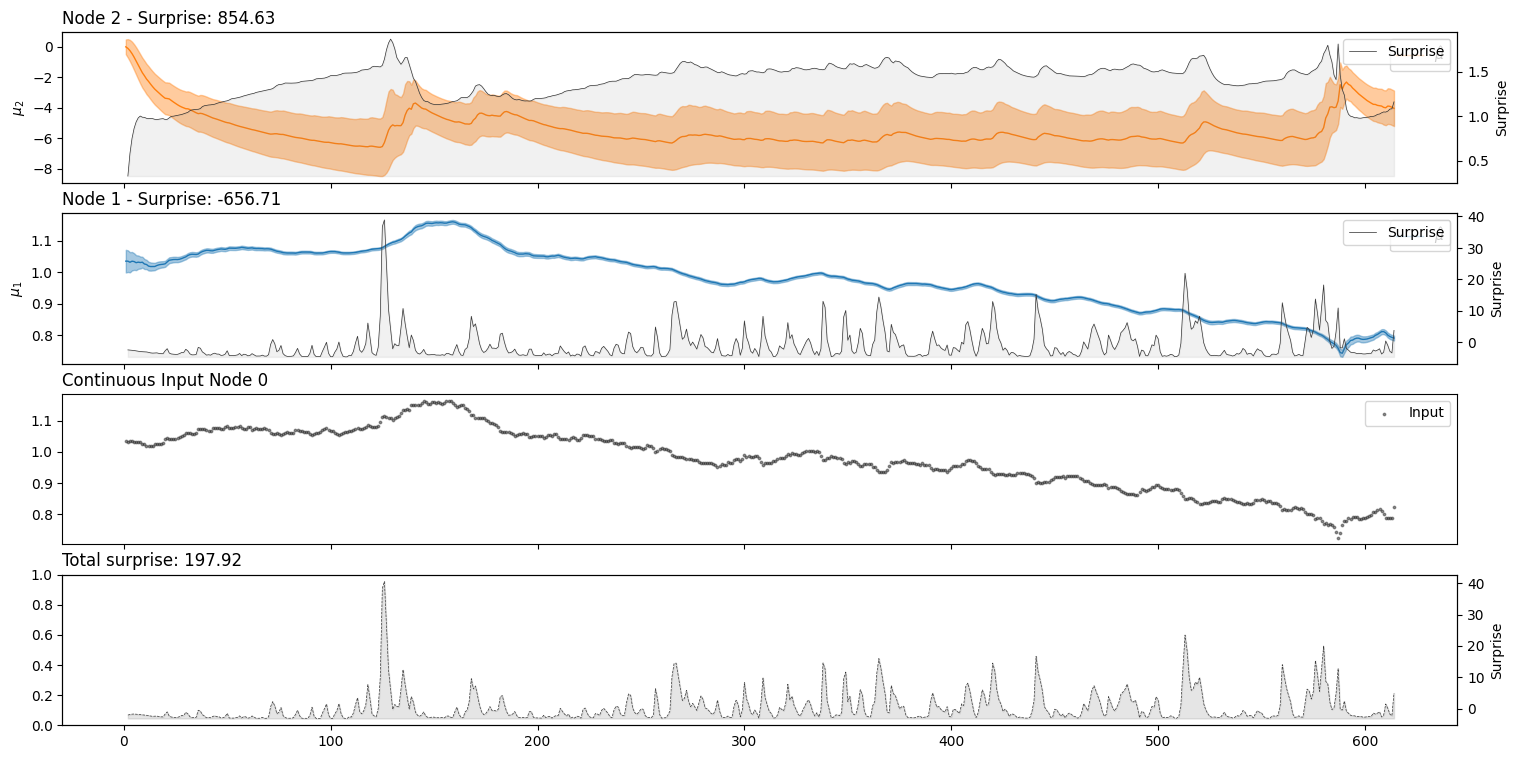 Node 2 - Surprise: 854.63
0
−2
−4
−6
−8
μ2
Surprise
1.5
1.0
0.5
Surprise
Node 1 - Surprise: -656.71
1.1
1.0
0.9
0.8
μ1
Surprise
40
30
20
10
0
Surprise
Continuous Input Node 0
1.1
1.0
0.9
0.8
Input
Total surprise: 197.92
1.0
0.8
0.6
0.4
0.2
0.0
40
30
20
10
0
Surprise
0 100 200 300 400 500 600